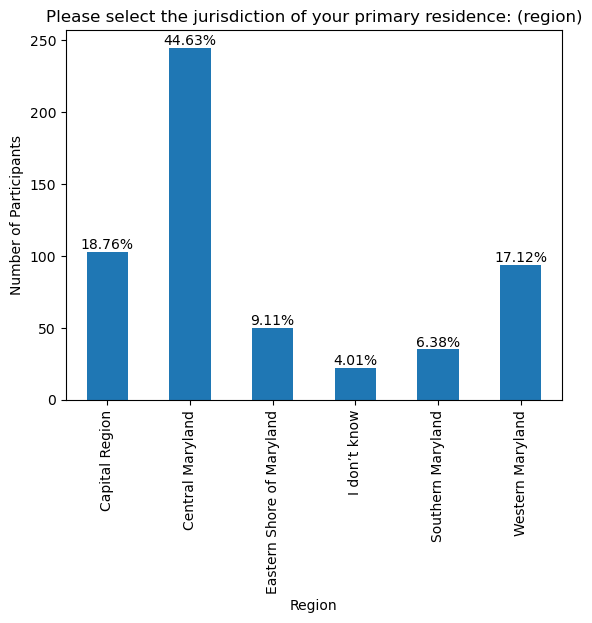 Please select the jurisdiction of your primary residence: (region)
Number of Participants
250
200
150
100
50
0
18.76%
44.63%
9.11%
4.01%
6.38%
17.12%
Capital Region
Central Maryland
Eastern Shore of Maryland
I don't know
Southern Maryland
Western Maryland
Region